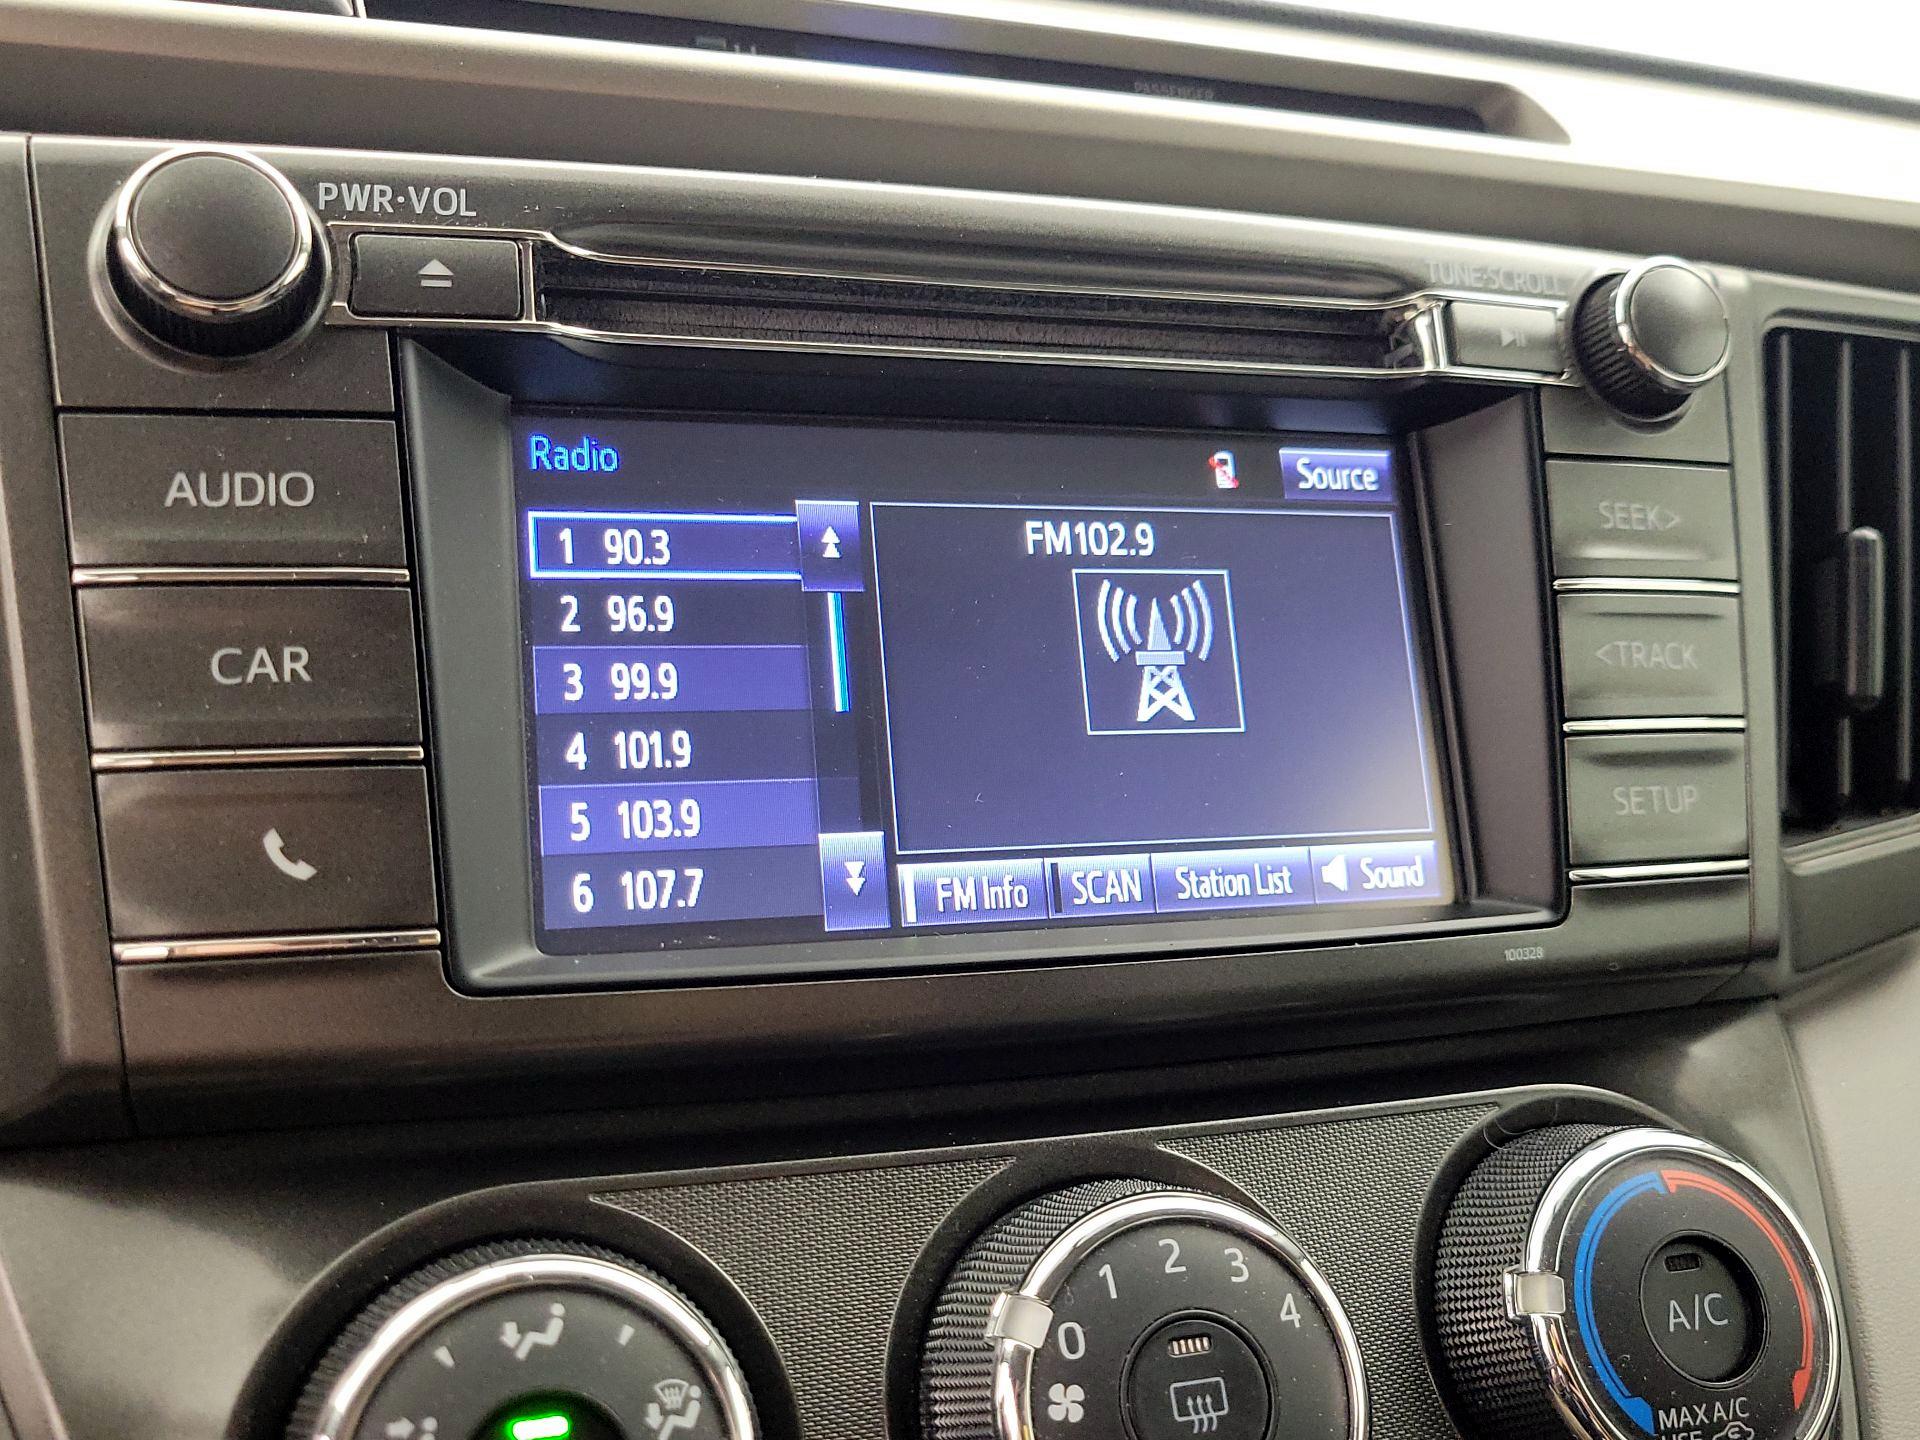 PASSENGER
PWR·VOL
TUNE·SCROLL
AUDIO
CAR
Radio
Source
1 90.3
2 96.9
3 99.9
4 101.9
5 103.9
6 107.7
FM102.9
FM Info
SCAN
Station List
Sound
SEEK>
<TRACK
SETUP
100328
0 1 2 3 4
A/C
MAX A/C
USE